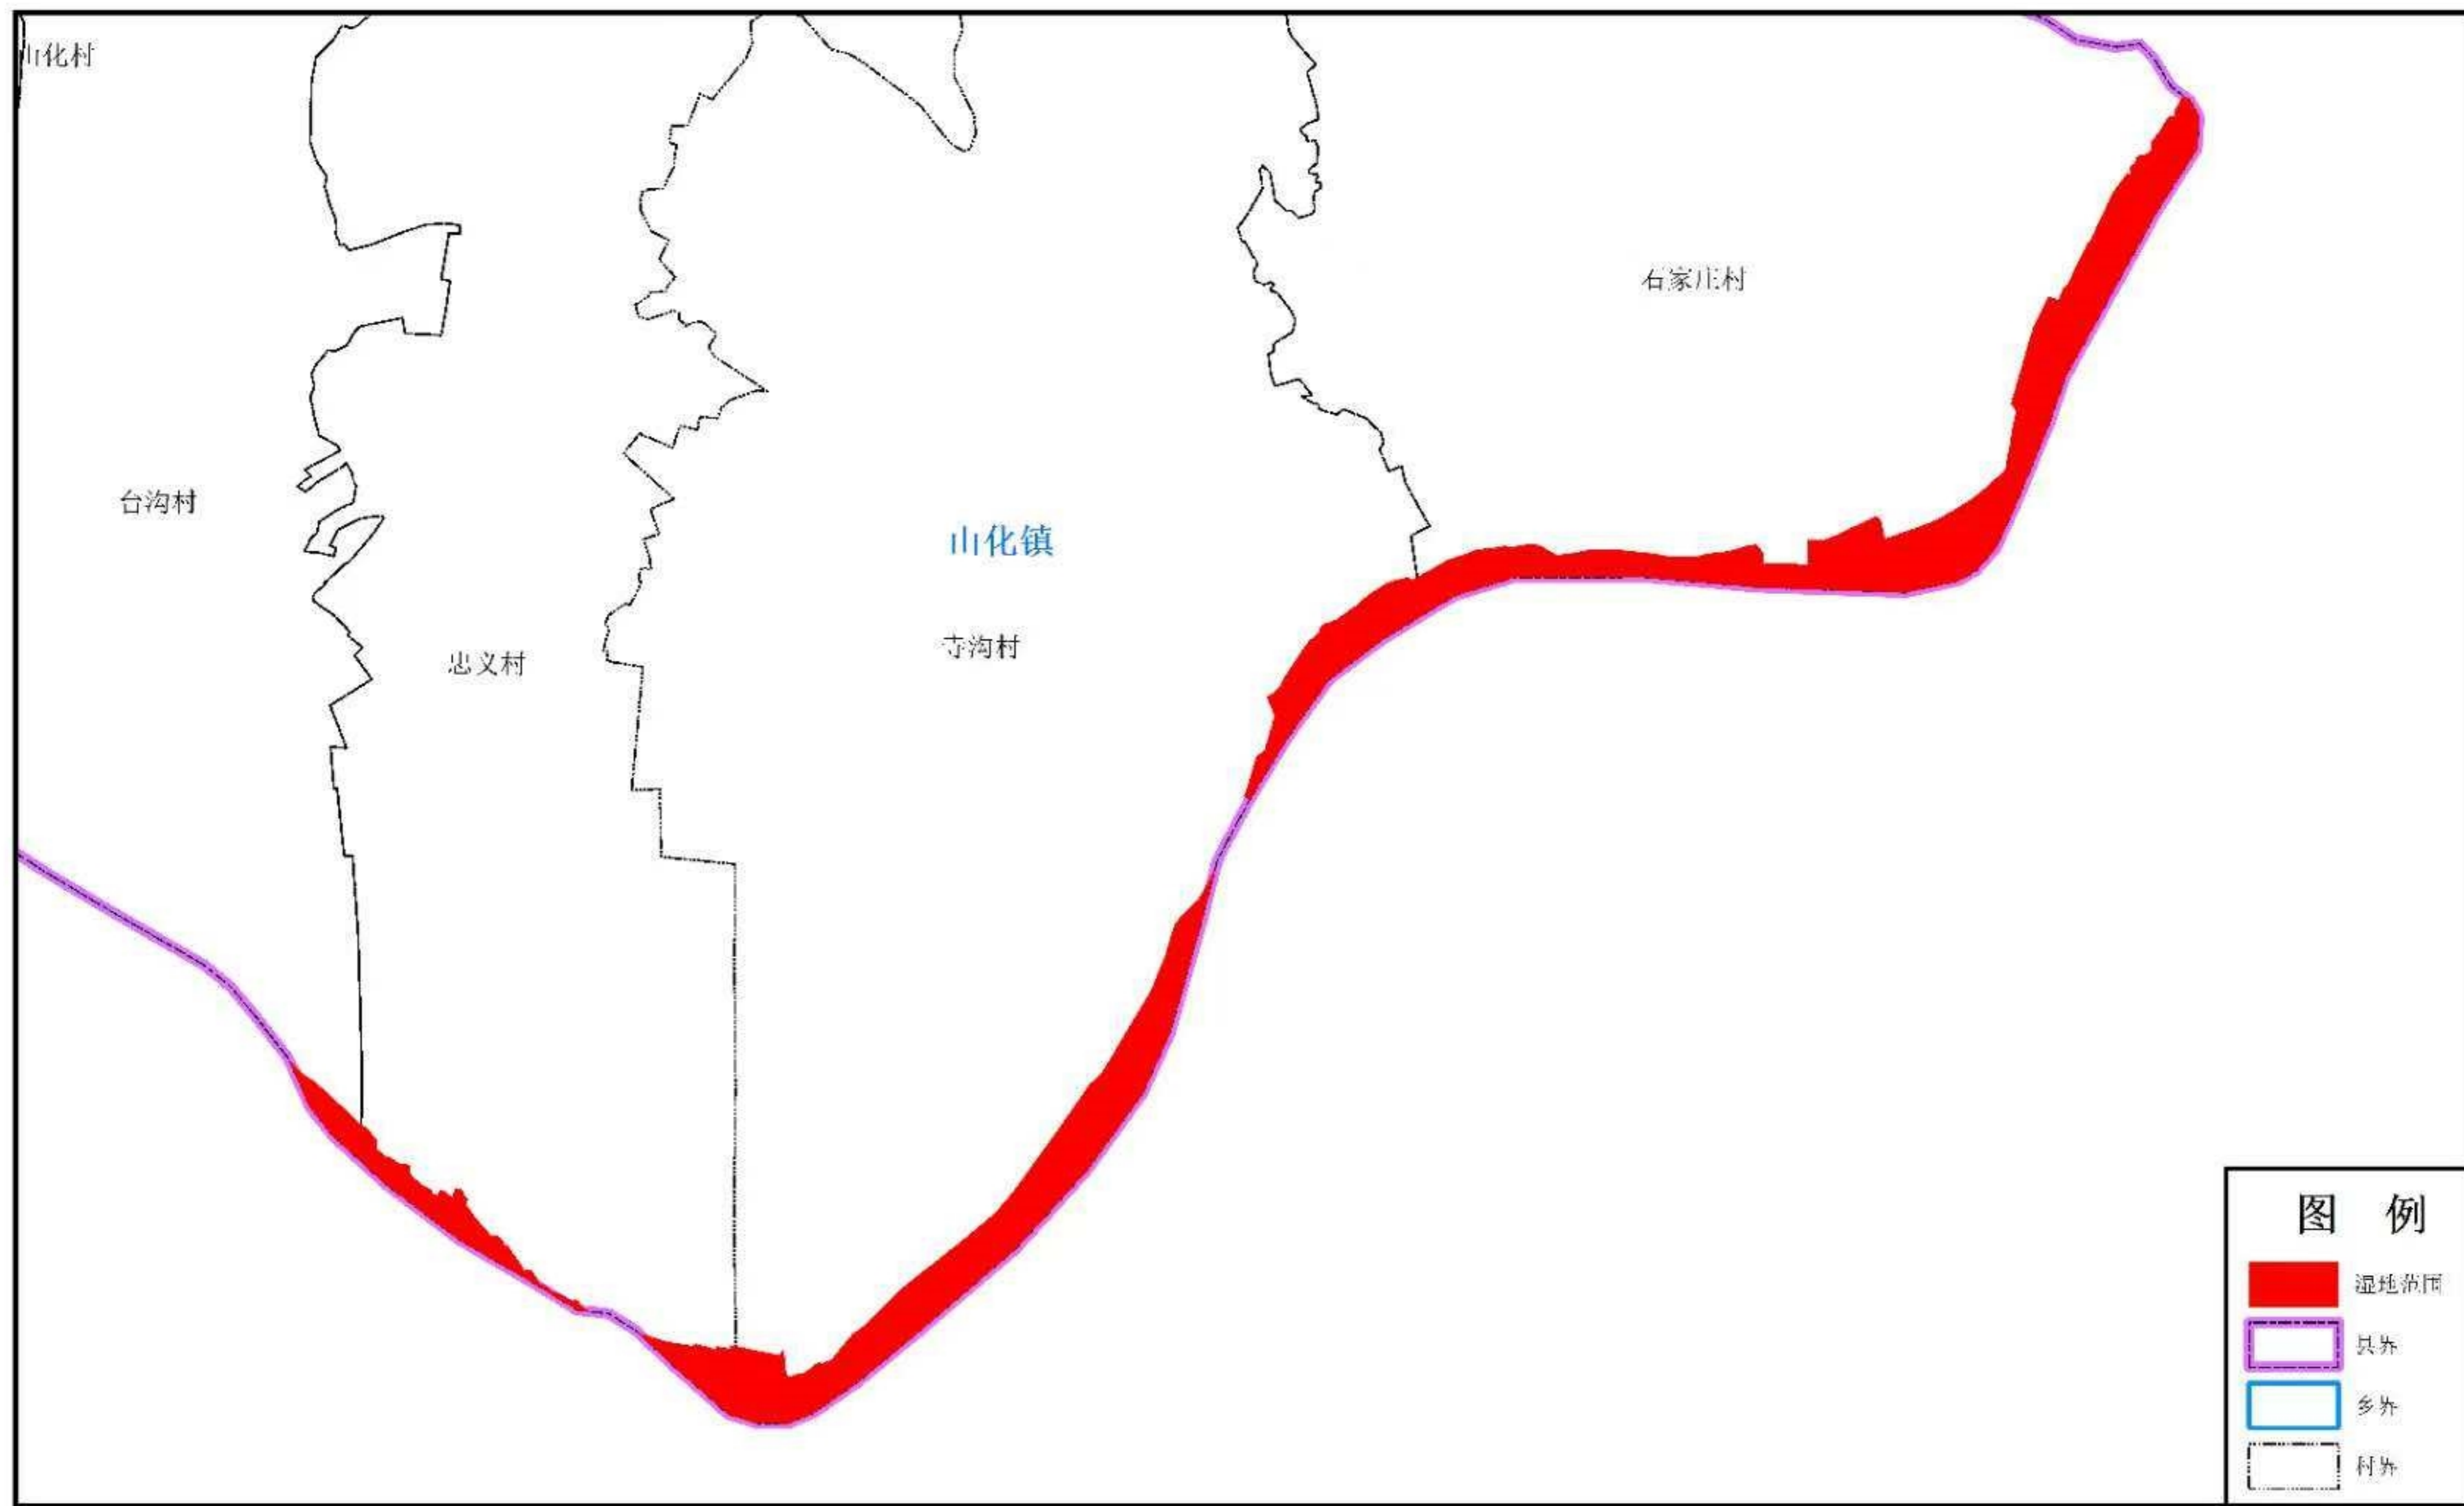 山化村
石家庄村
台沟村
山化镇
寺沟村
忠义村
图 例
湿地范围
县界
乡界
村界